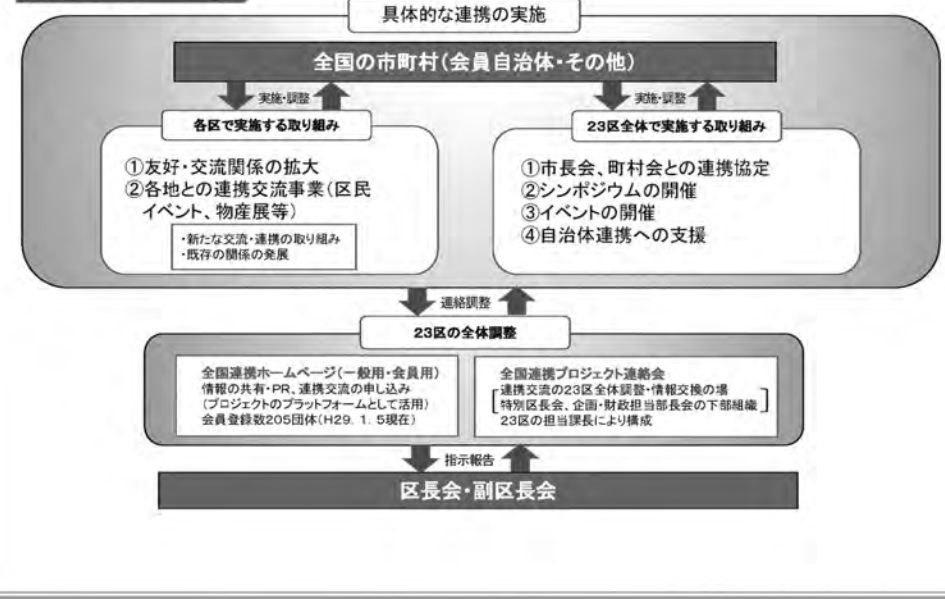 具体的な連携の実施
全国の市町村(会員自治体・その他)
実施・調整
実施・調整
各区で実施する取り組み
①友好・交流関係の拡大
②各地との連携交流事業(区民
イベント、物産展等)
・新たな交流・連携の取り組み
・既存の関係の発展
23区全体で実施する取り組み
①市長会、町村会との連携協定
②シンポジウムの開催
③イベントの開催
④自治体連携への支援
連絡調整
23区の全体調整
全国連携ホームページ(一般用・会員用)
情報の共有・PR、連携交流の申し込み
(プロジェクトのプラットフォームとして活用)
会員登録数205団体(H29.1.5現在)
全国連携プロジェクト連絡会
連携交流の23区全体調整・情報交換の場
特別区長会、企画・財政担当部長会の下部組織
23区の担当課長により構成
指示報告
区長会・副区長会